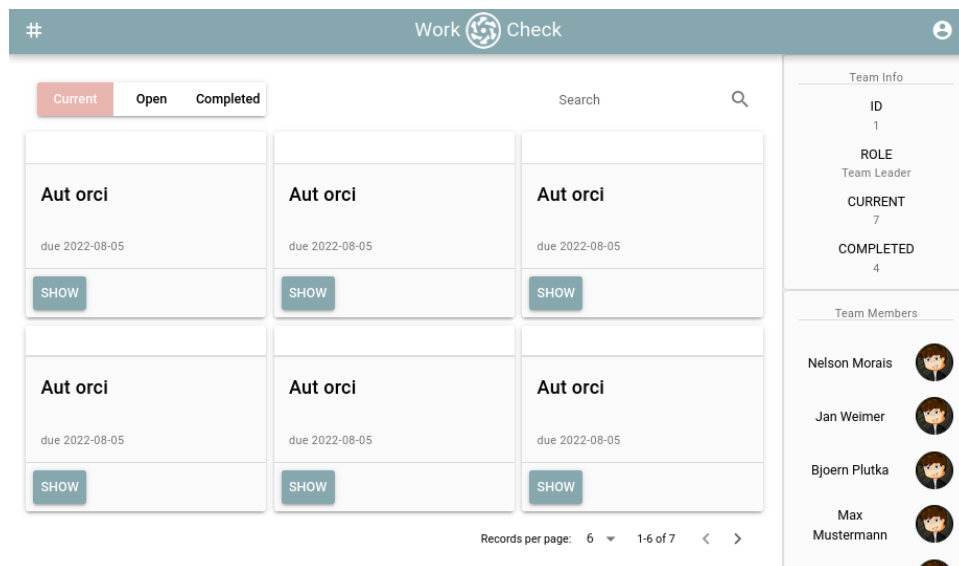 Work Check
Current Open Completed
Search
Aut orci
due 2022-08-05
SHOW
Aut orci
due 2022-08-05
SHOW
Aut orci
due 2022-08-05
SHOW
Aut orci
due 2022-08-05
SHOW
Aut orci
due 2022-08-05
SHOW
Aut orci
due 2022-08-05
SHOW
Records per page: 6 1-6 of 7
Team Info
ID
1
ROLE
Team Leader
CURRENT
7
COMPLETED
4
Team Members
Nelson Morais
Jan Weimer
Bjoern Plutka
Max
Mustermann